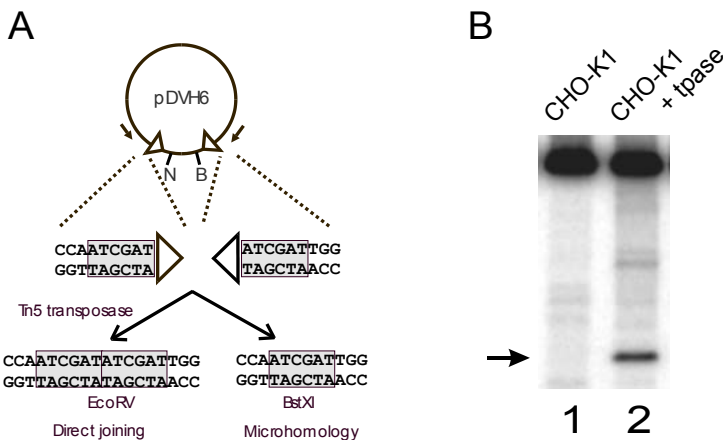 A
pDVH6
N B
CCAATCGAT ATCGATTGG
GGTTAGCTA TAGCTAACC
Tn5 transposase
CCAATCGATATCGATTGG CCAATCGATTGG
GGTTAGCTATAGCTAACC GGTTAGCTAACC
EcoRV BstXI
Direct joining Microhomology
B
CHO-K1
CHO-K1
+ tpase
1 2